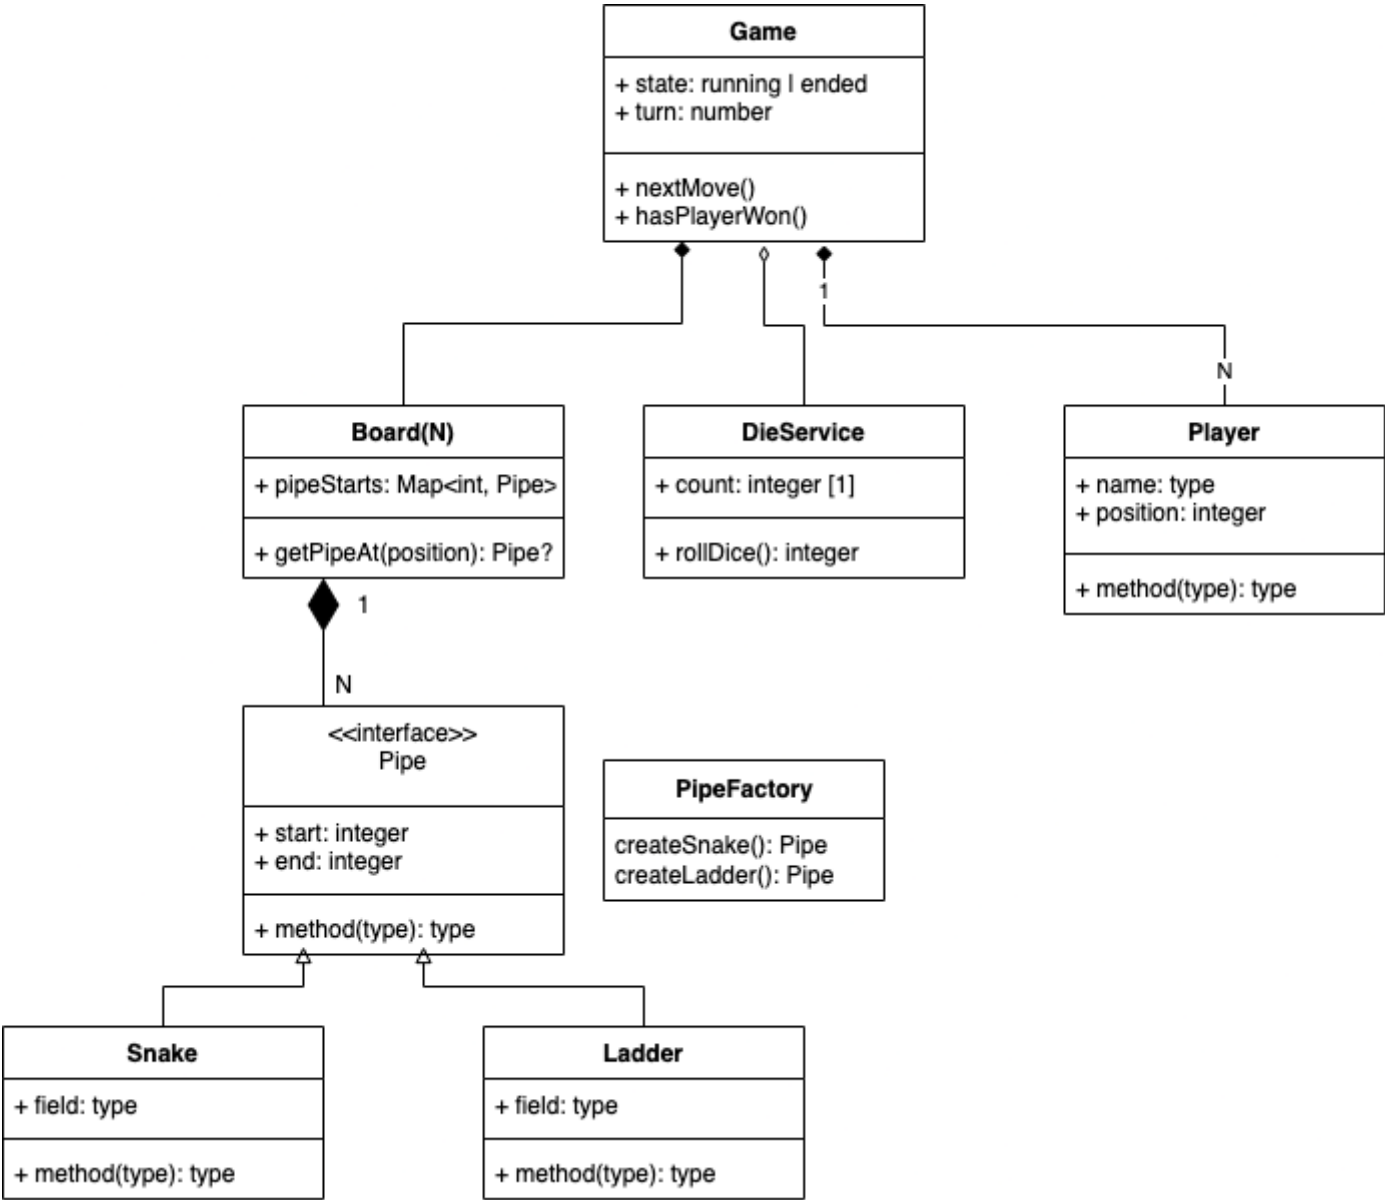 Game
+ state: running | ended
+ turn: number
+ nextMove()
+ hasPlayerWon()
1
N
Board(N)
+ pipeStarts: Map<int, Pipe>
+ getPipeAt(position): Pipe?
DieService
+ count: integer [1]
+ rollDice(): integer
Player
+ name: type
+ position: integer
+ method(type): type
1
N
<<interface>>
Pipe
+ start: integer
+ end: integer
+ method(type): type
PipeFactory
createSnake(): Pipe
createLadder(): Pipe
Snake
+ field: type
+ method(type): type
Ladder
+ field: type
+ method(type): type